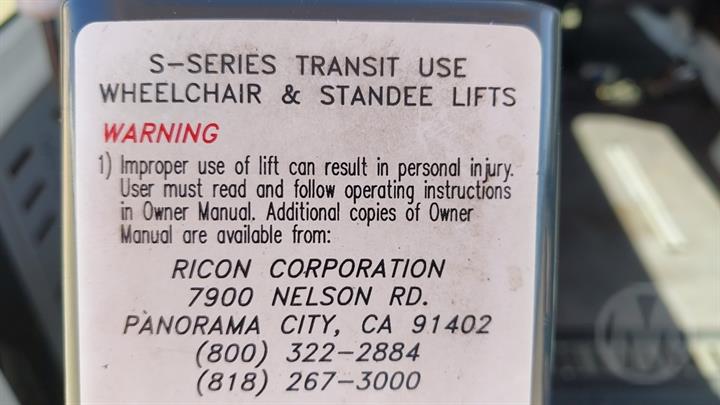 S-SERIES TRANSIT USE
WHEELCHAIR & STANDEE LIFTS
WARNING
1) Improper use of lift can result in personal injury.
User must read and follow operating instructions
in Owner Manual. Additional copies of Owner
Manual are available from:
RICON CORPORATION
7900 NELSON RD.
PANORAMA CITY, CA 91402
(800) 322-2884
(818) 267-3000